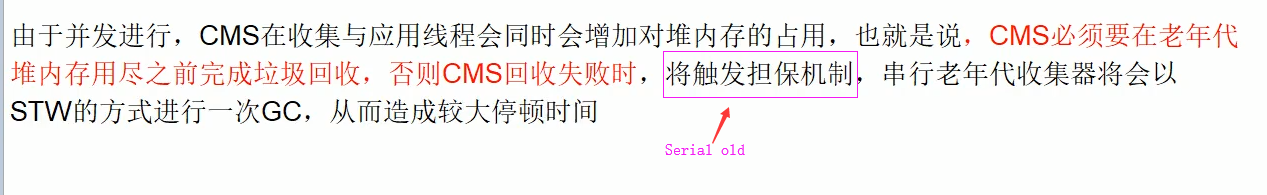 由于并发进行，CMS在收集与应用线程会同时会增加对堆内存的占用，也就是说，CMS必须要在老年代
堆内存用尽之前完成垃圾回收，否则CMS回收失败时，将触发担保机制，串行老年代收集器将会以
STW的方式进行一次GC，从而造成较大停顿时间
Serial old